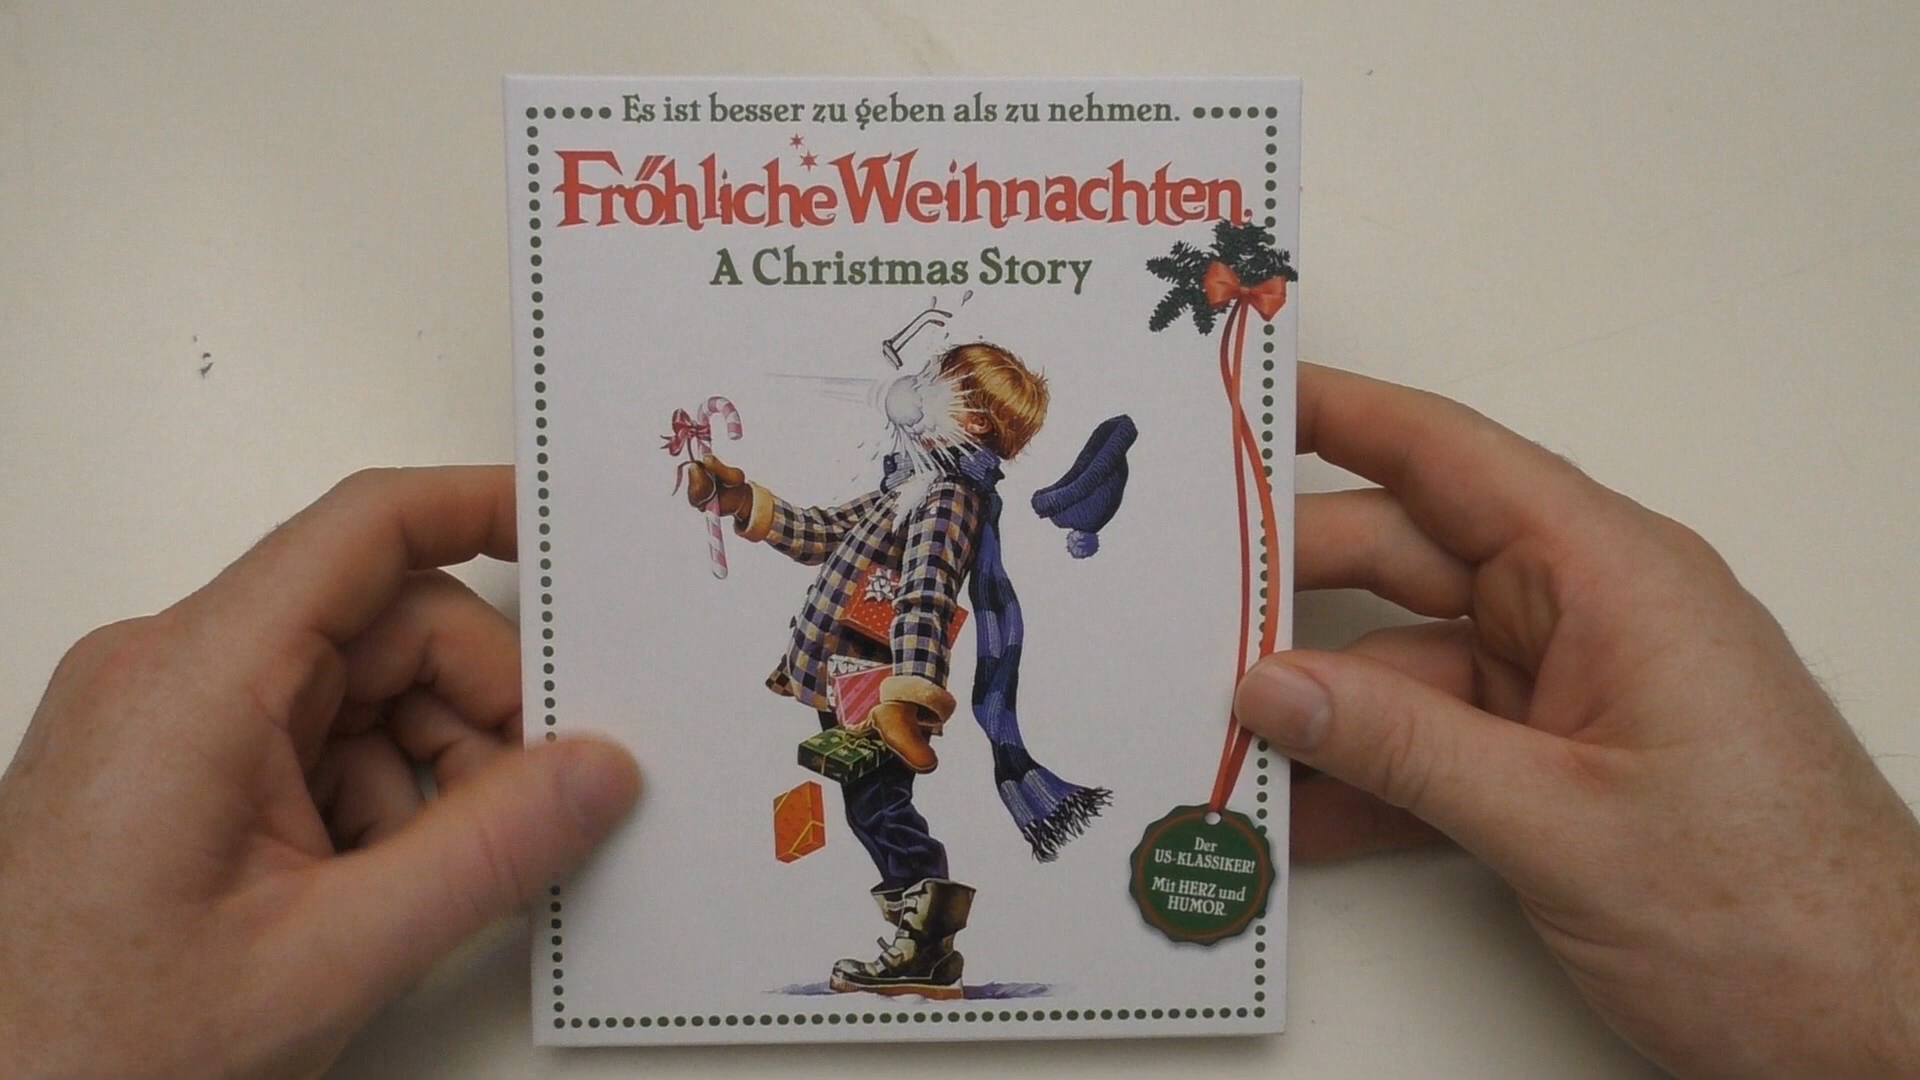 Es ist besser zu geben als zu nehmen.
Fröhliche Weihnachten
A Christmas Story
Der
US-KLASSIKER!
Mit HERZ und
HUMOR.